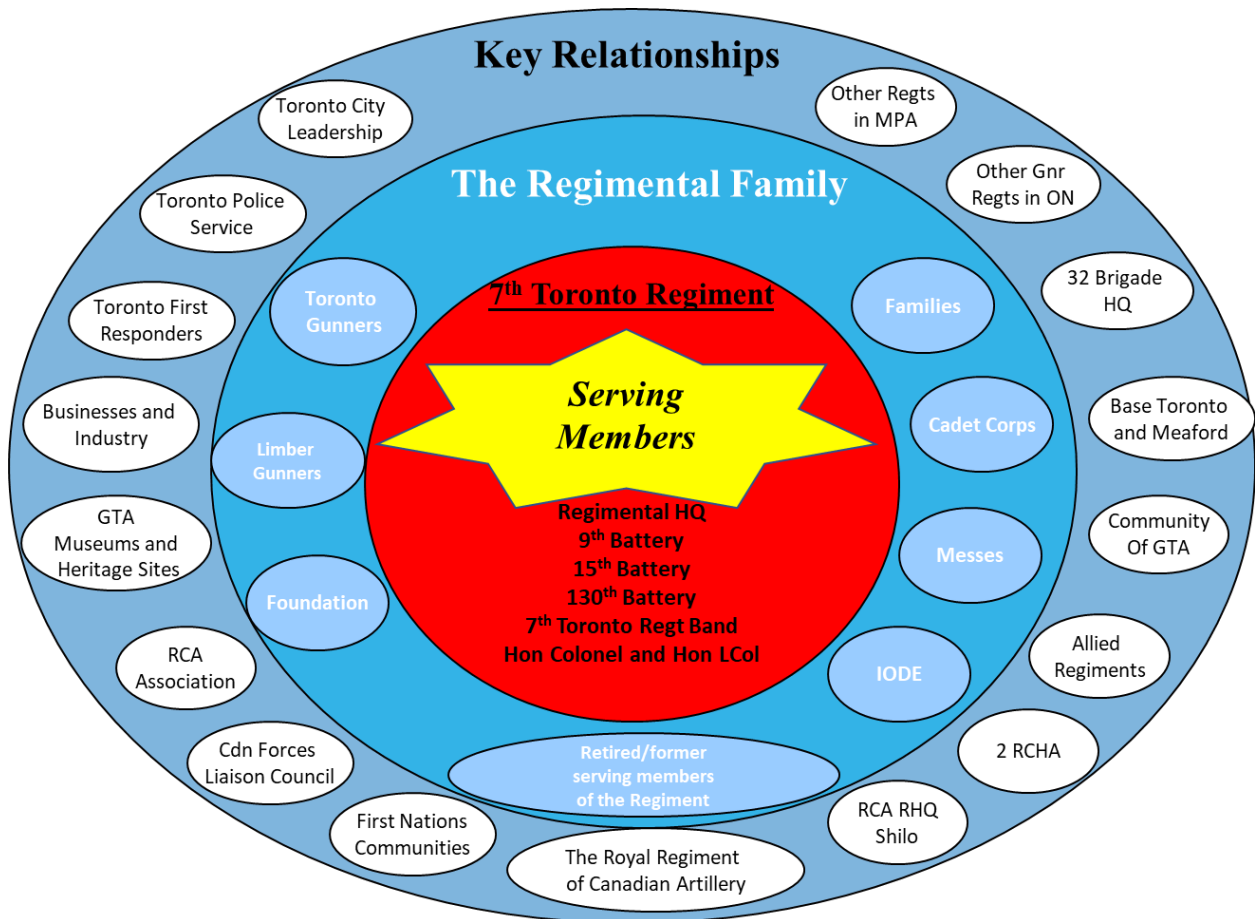 Key Relationships
Toronto City
Leadership
Other Regts
in MPA
The Regimental Family
Other Gnr
Regts in ON
Toronto Police
Service
7th Toronto Regiment
Toronto
Gunners
Families
32 Brigade
HQ
Toronto First
Responders
Serving
Members
Businesses and
Industry
Cadet Corps
Base Toronto
and Meaford
Limber
Gunners
GTA
Museums and
Heritage Sites
Regimental HQ
9th Battery
15th Battery
130th Battery
7th Toronto Regt Band
Hon Colonel and Hon LCol
Messes
Community
Of GTA
Foundation
RCA
Association
IODE
Allied
Regiments
Cdn Forces
Liaison Council
Retired/former
serving members
of the Regiment
2 RCHA
First Nations
Communities
The Royal Regiment
of Canadian Artillery
RCA RHQ
Shilo